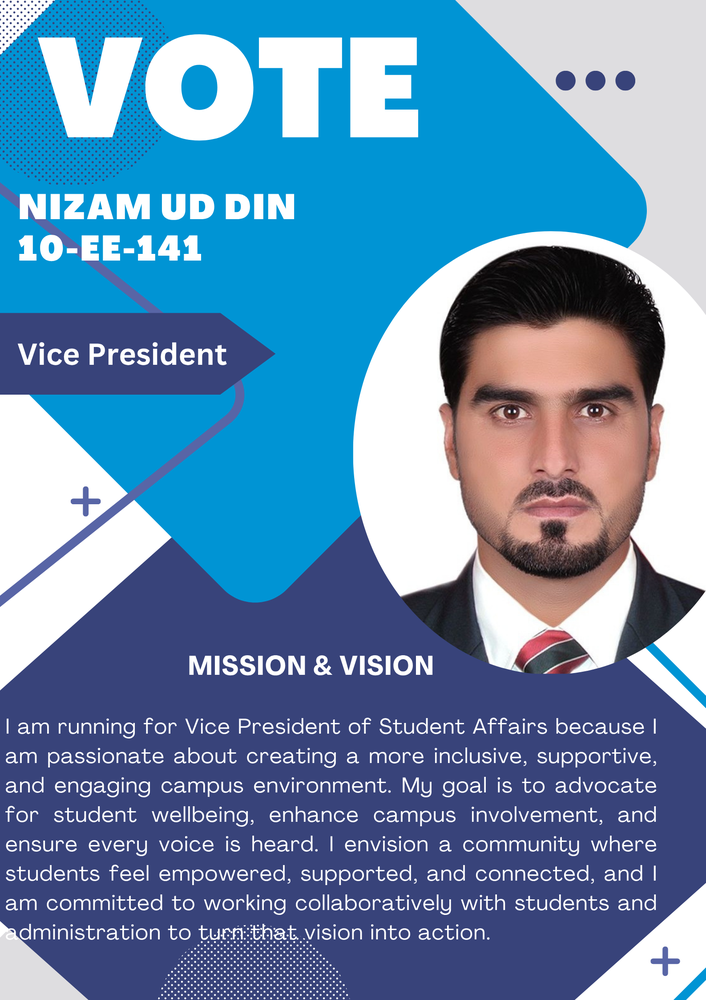 VOTE
NIZAM UD DIN
10-EE-141
Vice President
MISSION & VISION
I am running for Vice President of Student Affairs because I
am passionate about creating a more inclusive, supportive,
and engaging campus environment. My goal is to advocate
for student wellbeing, enhance campus involvement, and
ensure every voice is heard. I envision a community where
students feel empowered, supported, and connected, and I
am committed to working collaboratively with students and
administration to turn that vision into action.